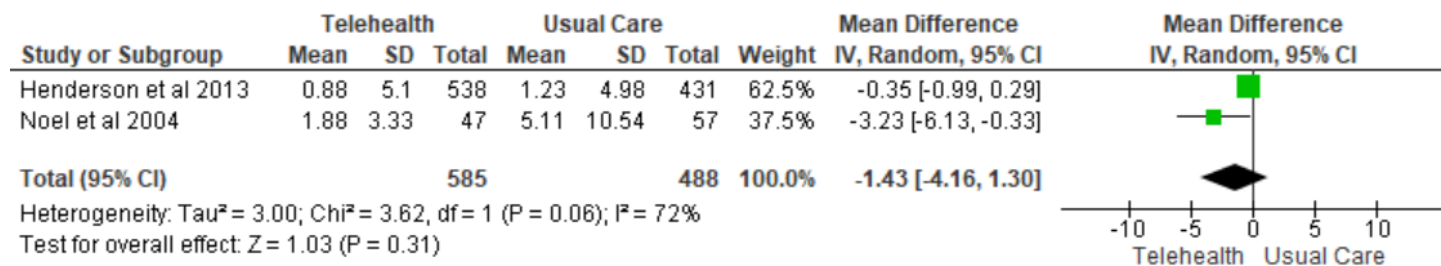 Telehealth Usual Care Mean Difference Mean Difference
Study or Subgroup Mean SD Total Mean SD Total Weight IV, Random, 95% CI IV, Random, 95% CI
Henderson et al 2013 0.88 5.1 538 1.23 4.98 431 62.5% -0.35 [-0.99, 0.29]
Noel et al 2004 1.88 3.33 47 5.11 10.54 57 37.5% -3.23 [-6.13, -0.33]
Total (95% CI) 585 488 100.0% -1.43 [-4.16, 1.30]
Heterogeneity: Tau² = 3.00; Chi² = 3.62, df = 1 (P = 0.06); I² = 72%
Test for overall effect: Z = 1.03 (P = 0.31)
-10 -5 0 5 10
Telehealth Usual Care